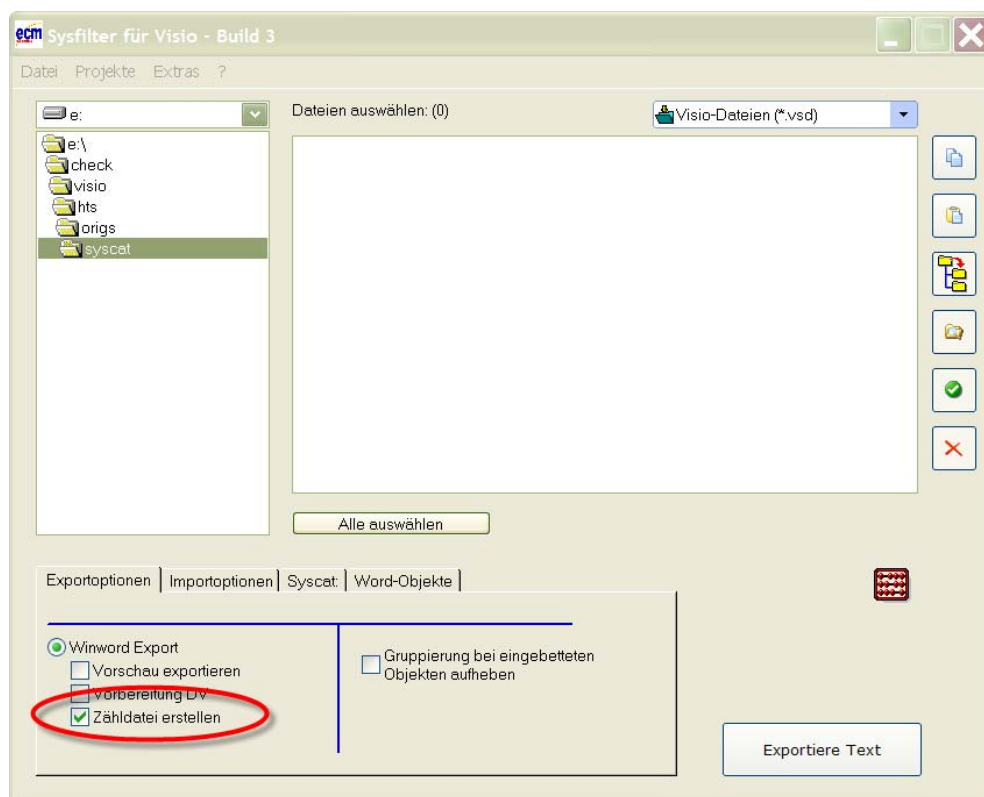 ecm Sysfilter für Visio - Build 3
Datei Projekte Extras ?
e:
Dateien auswählen: (0)
Visio-Dateien (*.vsd)
e:\
check
visio
hts
origs
syscat
Alle auswählen
Exportoptionen Importoptionen Syscat: Word-Objekte
Winword Export
Vorschau exportieren
Vorbereitung DV
Zähldatei erstellen
Gruppierung bei eingebetteten
Objekten aufheben
Exportiere Text